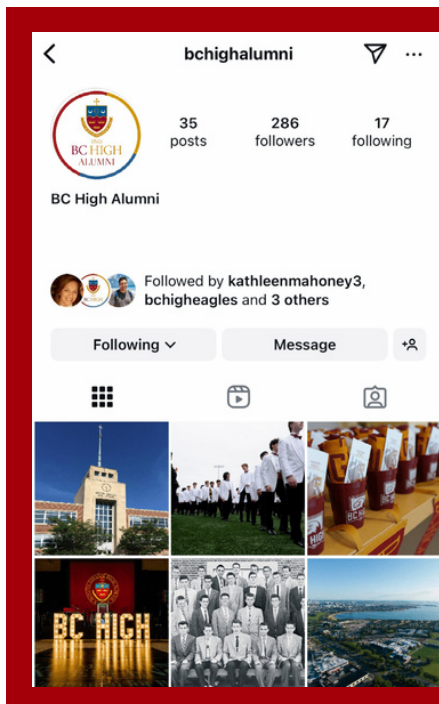 bchighalumni
35
286
17
posts
followers
following
BC HIGH
ALUMNI
BC High Alumni
Followed by kathleenmahoney3,
bchigheagles and 3 others
Following
Message
BC HIGH